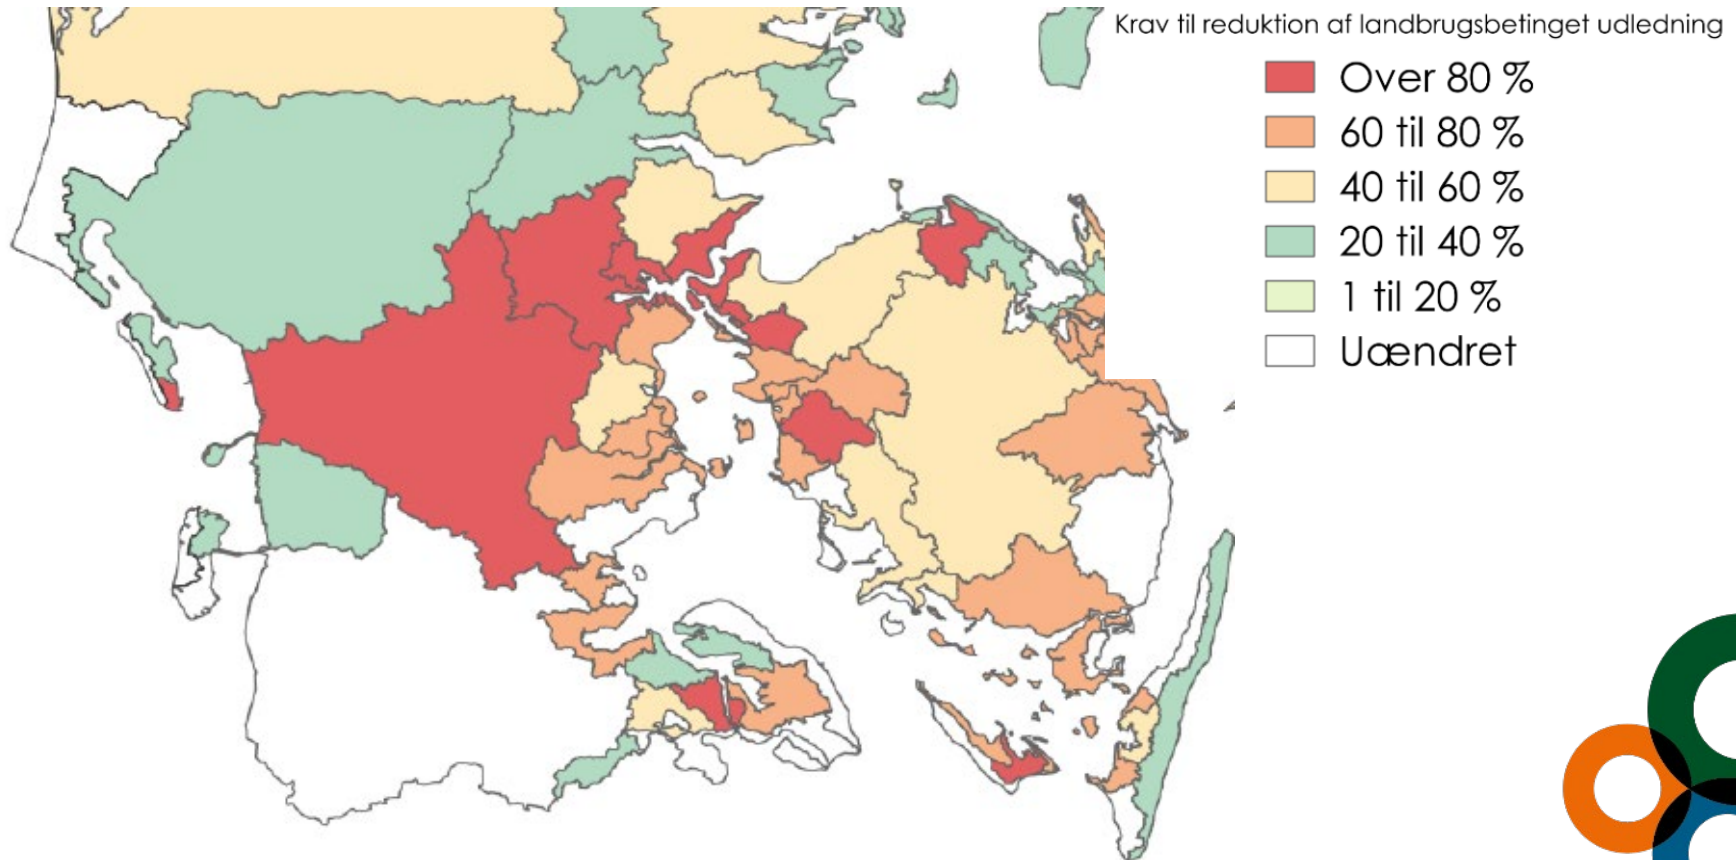 Krav til reduktion af landbrugsbetinget udledning
Over 80 %
60 til 80 %
40 til 60 %
20 til 40 %
1 til 20 %
Uændret